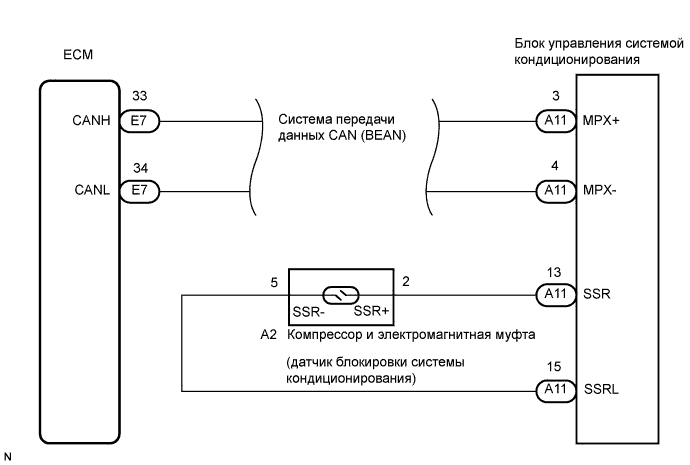 ECM
Блок управления системой
кондиционирования
33
3
CANH
E7
Система передачи
данных CAN (BEAN)
A11
MPX+
34
4
CANL
E7
A11
MPX-
5
2
13
SSR-
SSR+
A11
SSR
A2 Компрессор и электромагнитная муфта
(датчик блокировки системы
кондиционирования)
15
A11
SSRL
N